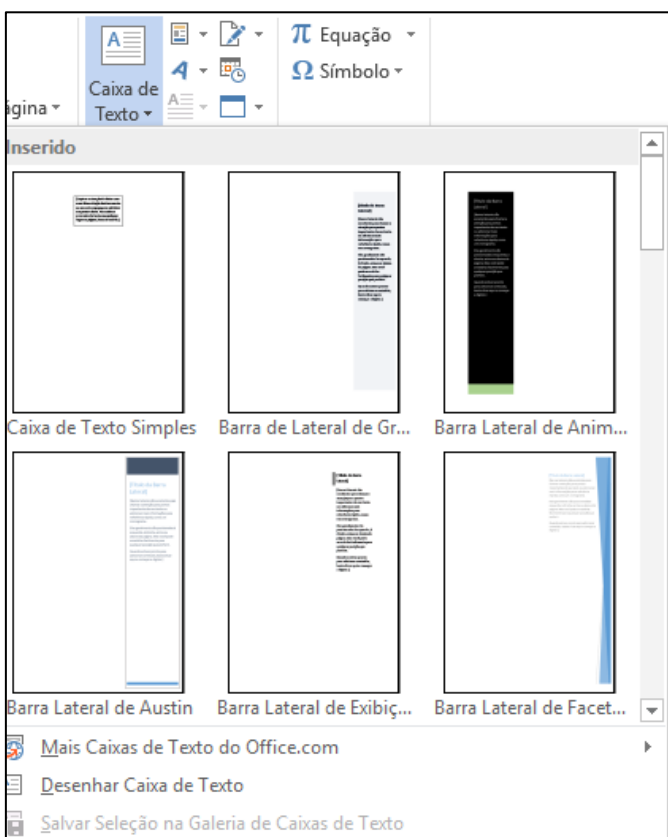 π Equação
Caixa de
Texto
Ω Símbolo
ágina
Inserido
Caixa de Texto Simples
Barra de Lateral de Gr...
Barra Lateral de Anim...
Barra Lateral de Austin
Barra Lateral de Exibiç...
Barra Lateral de Facet...
Mais Caixas de Texto do Office.com
Desenhar Caixa de Texto
Salvar Seleção na Galeria de Caixas de Texto